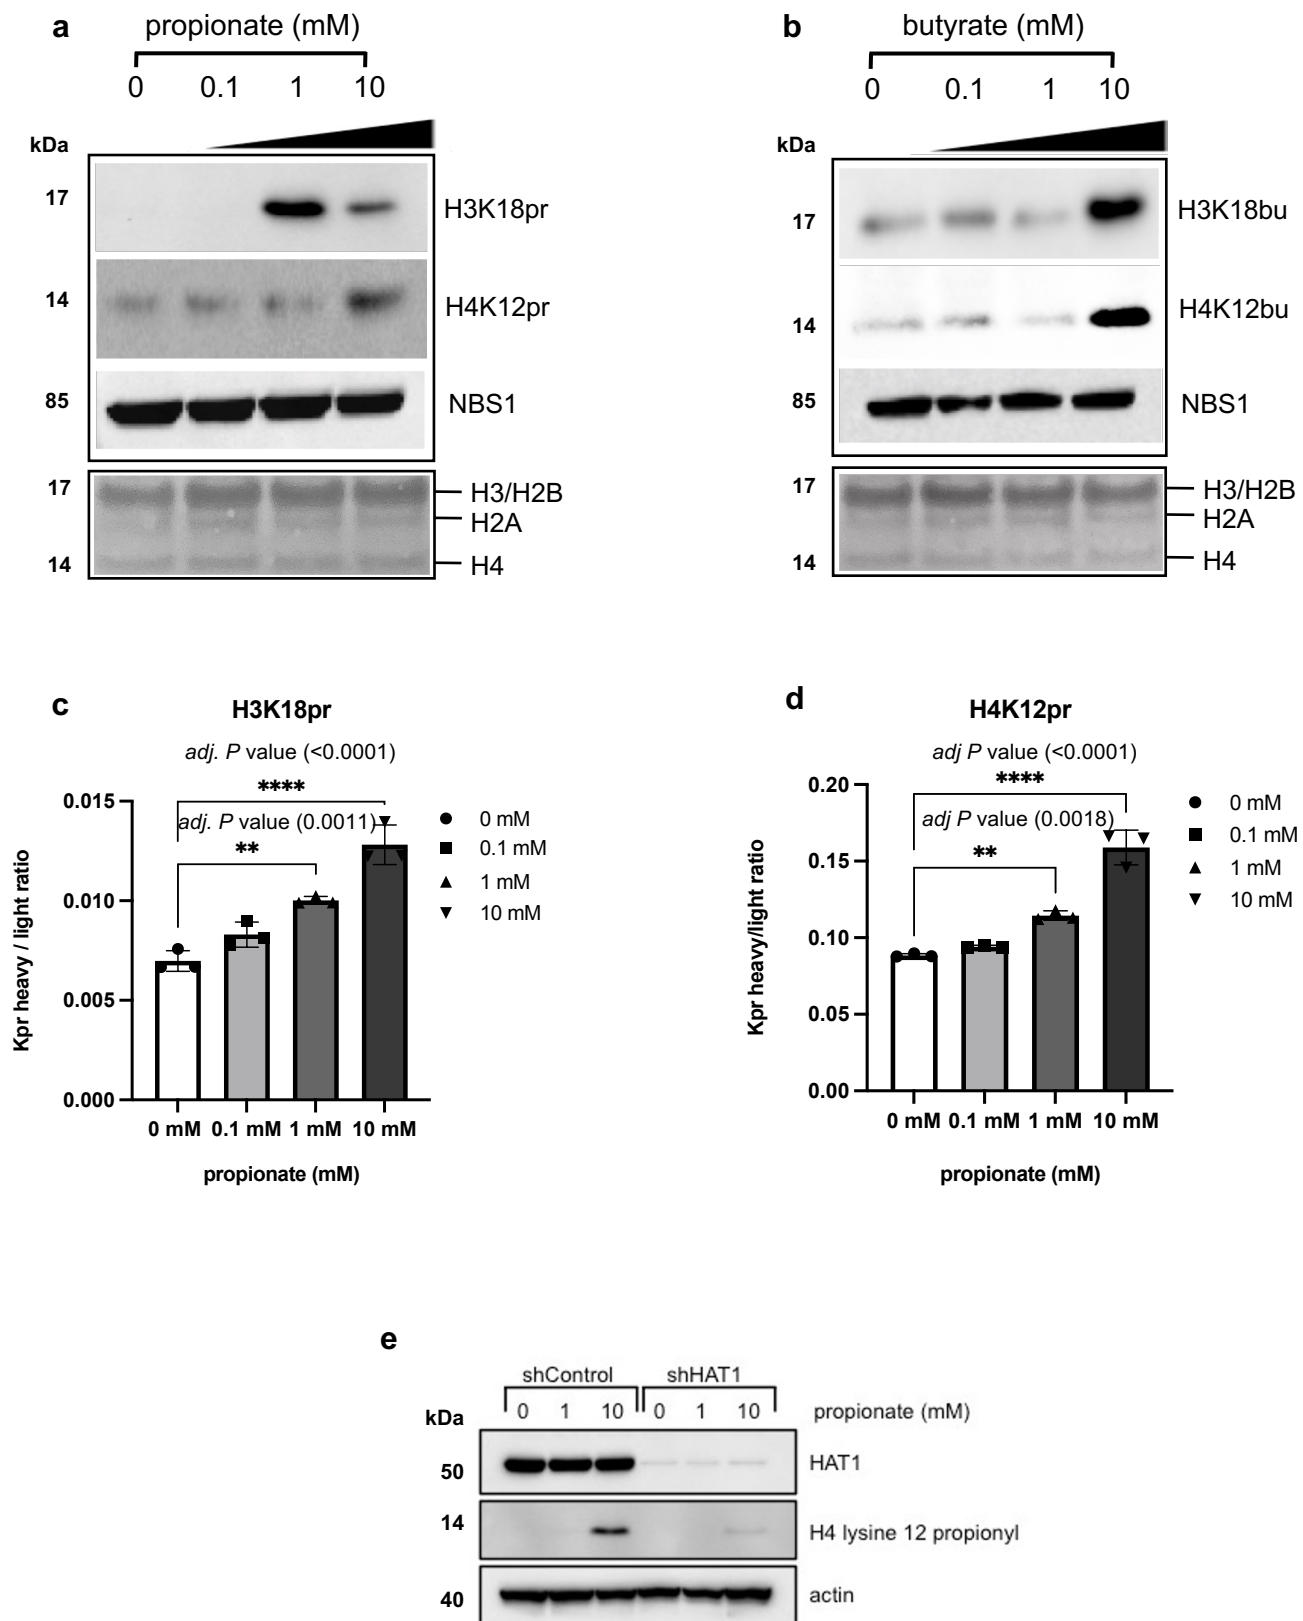 a
propionate (mM)
0 0.1 1 10
kDa
17
H3K18pr
14
H4K12pr
85
NBS1
17
H3/H2B
H2A
14
H4
b
butyrate (mM)
0 0.1 1 10
kDa
17
H3K18bu
14
H4K12bu
85
NBS1
17
H3/H2B
H2A
14
H4
c
H3K18pr
adj. P value (<0.0001)
****
adj. P value (0.0011)
**
0.015
0.010
0.005
0.000
Kpr heavy / light ratio
0 mM 0.1 mM 1 mM 10 mM
propionate (mM)
0 mM
0.1 mM
1 mM
10 mM
d
H4K12pr
adj P value (<0.0001)
****
adj P value (0.0018)
**
0.20
0.15
0.10
0.05
0.00
Kpr heavy/light ratio
0 mM 0.1 mM 1 mM 10 mM
propionate (mM)
0 mM
0.1 mM
1 mM
10 mM
e
shControl shHAT1
0 1 10 0 1 10 propionate (mM)
kDa
50
HAT1
14
H4 lysine 12 propionyl
40
actin